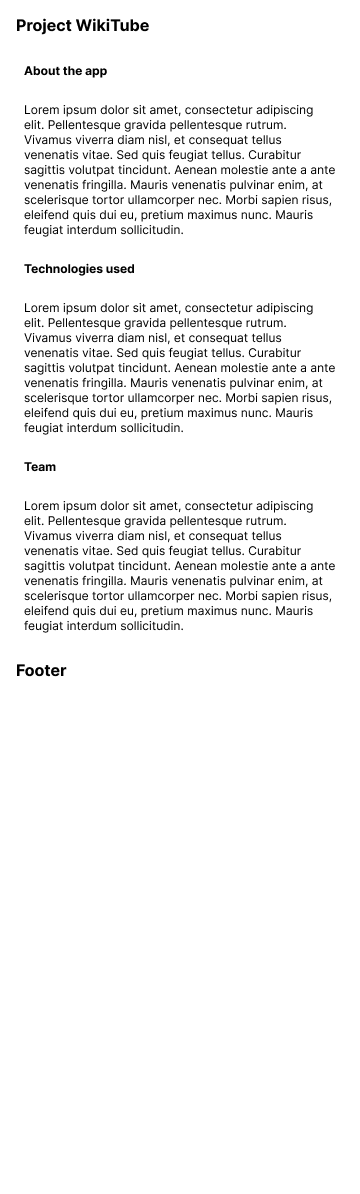 Project WikiTube
About the app
Lorem ipsum dolor sit amet, consectetur adipiscing
elit. Pellentesque gravida pellentesque rutrum.
Vivamus viverra diam nisl, et consequat tellus
venenatis vitae. Sed quis feugiat tellus. Curabitur
sagittis volutpat tincidunt. Aenean molestie ante a ante
venenatis fringilla. Mauris venenatis pulvinar enim, at
scelerisque tortor ullamcorper nec. Morbi sapien risus,
eleifend quis dui eu, pretium maximus nunc. Mauris
feugiat interdum sollicitudin.
Technologies used
Lorem ipsum dolor sit amet, consectetur adipiscing
elit. Pellentesque gravida pellentesque rutrum.
Vivamus viverra diam nisl, et consequat tellus
venenatis vitae. Sed quis feugiat tellus. Curabitur
sagittis volutpat tincidunt. Aenean molestie ante a ante
venenatis fringilla. Mauris venenatis pulvinar enim, at
scelerisque tortor ullamcorper nec. Morbi sapien risus,
eleifend quis dui eu, pretium maximus nunc. Mauris
feugiat interdum sollicitudin.
Team
Lorem ipsum dolor sit amet, consectetur adipiscing
elit. Pellentesque gravida pellentesque rutrum.
Vivamus viverra diam nisl, et consequat tellus
venenatis vitae. Sed quis feugiat tellus. Curabitur
sagittis volutpat tincidunt. Aenean molestie ante a ante
venenatis fringilla. Mauris venenatis pulvinar enim, at
scelerisque tortor ullamcorper nec. Morbi sapien risus,
eleifend quis dui eu, pretium maximus nunc. Mauris
feugiat interdum sollicitudin.
Footer